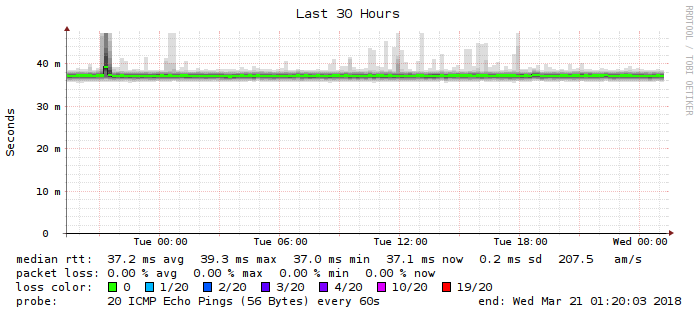 Last 30 Hours
RRDTOOL / TOBI OETIKER
Seconds
40 m
30 m
20 m
10 m
0
Tue 00:00 Tue 06:00 Tue 12:00 Tue 18:00 Wed 00:00
median rtt: 37.2 ms avg 39.3 ms max 37.0 ms min 37.1 ms now 0.2 ms sd 207.5 am/s
packet loss: 0.00 % avg 0.00 % max 0.00 % min 0.00 % now
loss color: 0 1/20 2/20 3/20 4/20 10/20 19/20
probe: 20 ICMP Echo Pings (56 Bytes) every 60s end: Wed Mar 21 01:20:03 2018